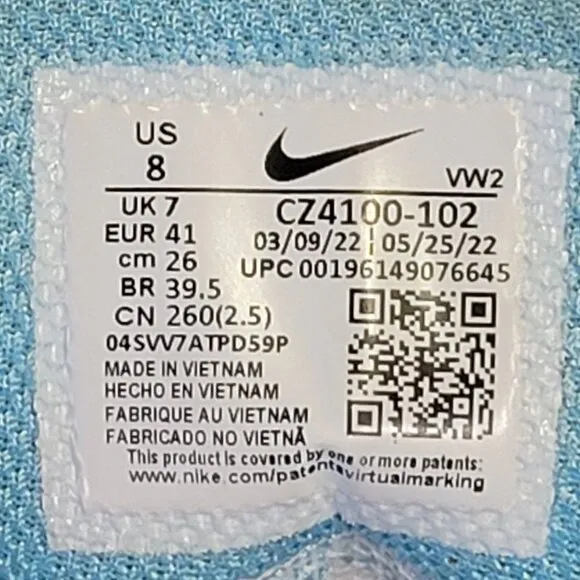 US
8
VW2
UK 7
EUR 41
cm 26
BR 39.5
CN 260(2.5)
CZ4100-102
03/09/22 | 05/25/22
UPC 00196149076645
04SVV7ATPD59P
MADE IN VIETNAM
HECHO EN VIETNAM
FABRIQUE AU VIETNAM
FABRICADO NO VIETNÃ
This product is covered by one or more patents:
www.nike.com/patentsvirtualmarking